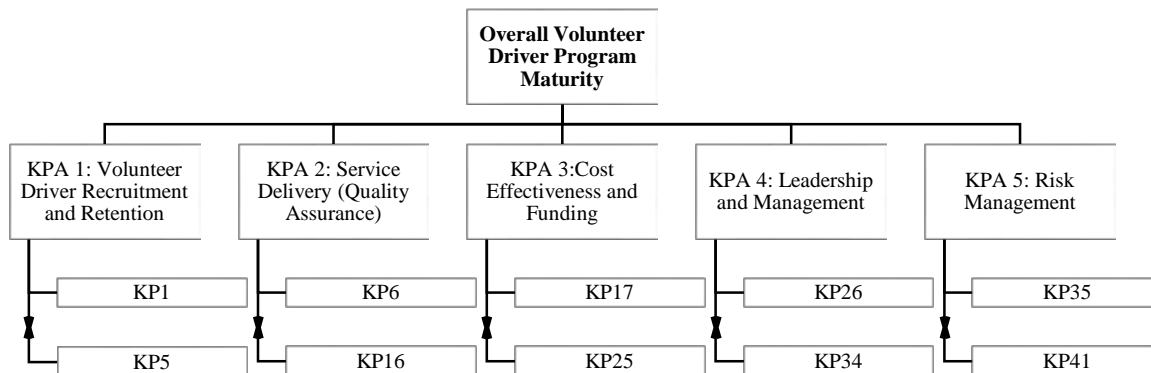 Overall Volunteer
Driver Program
Maturity
KPA 1: Volunteer
Driver Recruitment
and Retention
KPA 2: Service
Delivery (Quality
Assurance)
KPA 3:Cost
Effectiveness and
Funding
KPA 4: Leadership
and Management
KPA 5: Risk
Management
KP1
KP6
KP17
KP26
KP35
KP5
KP16
KP25
KP34
KP41